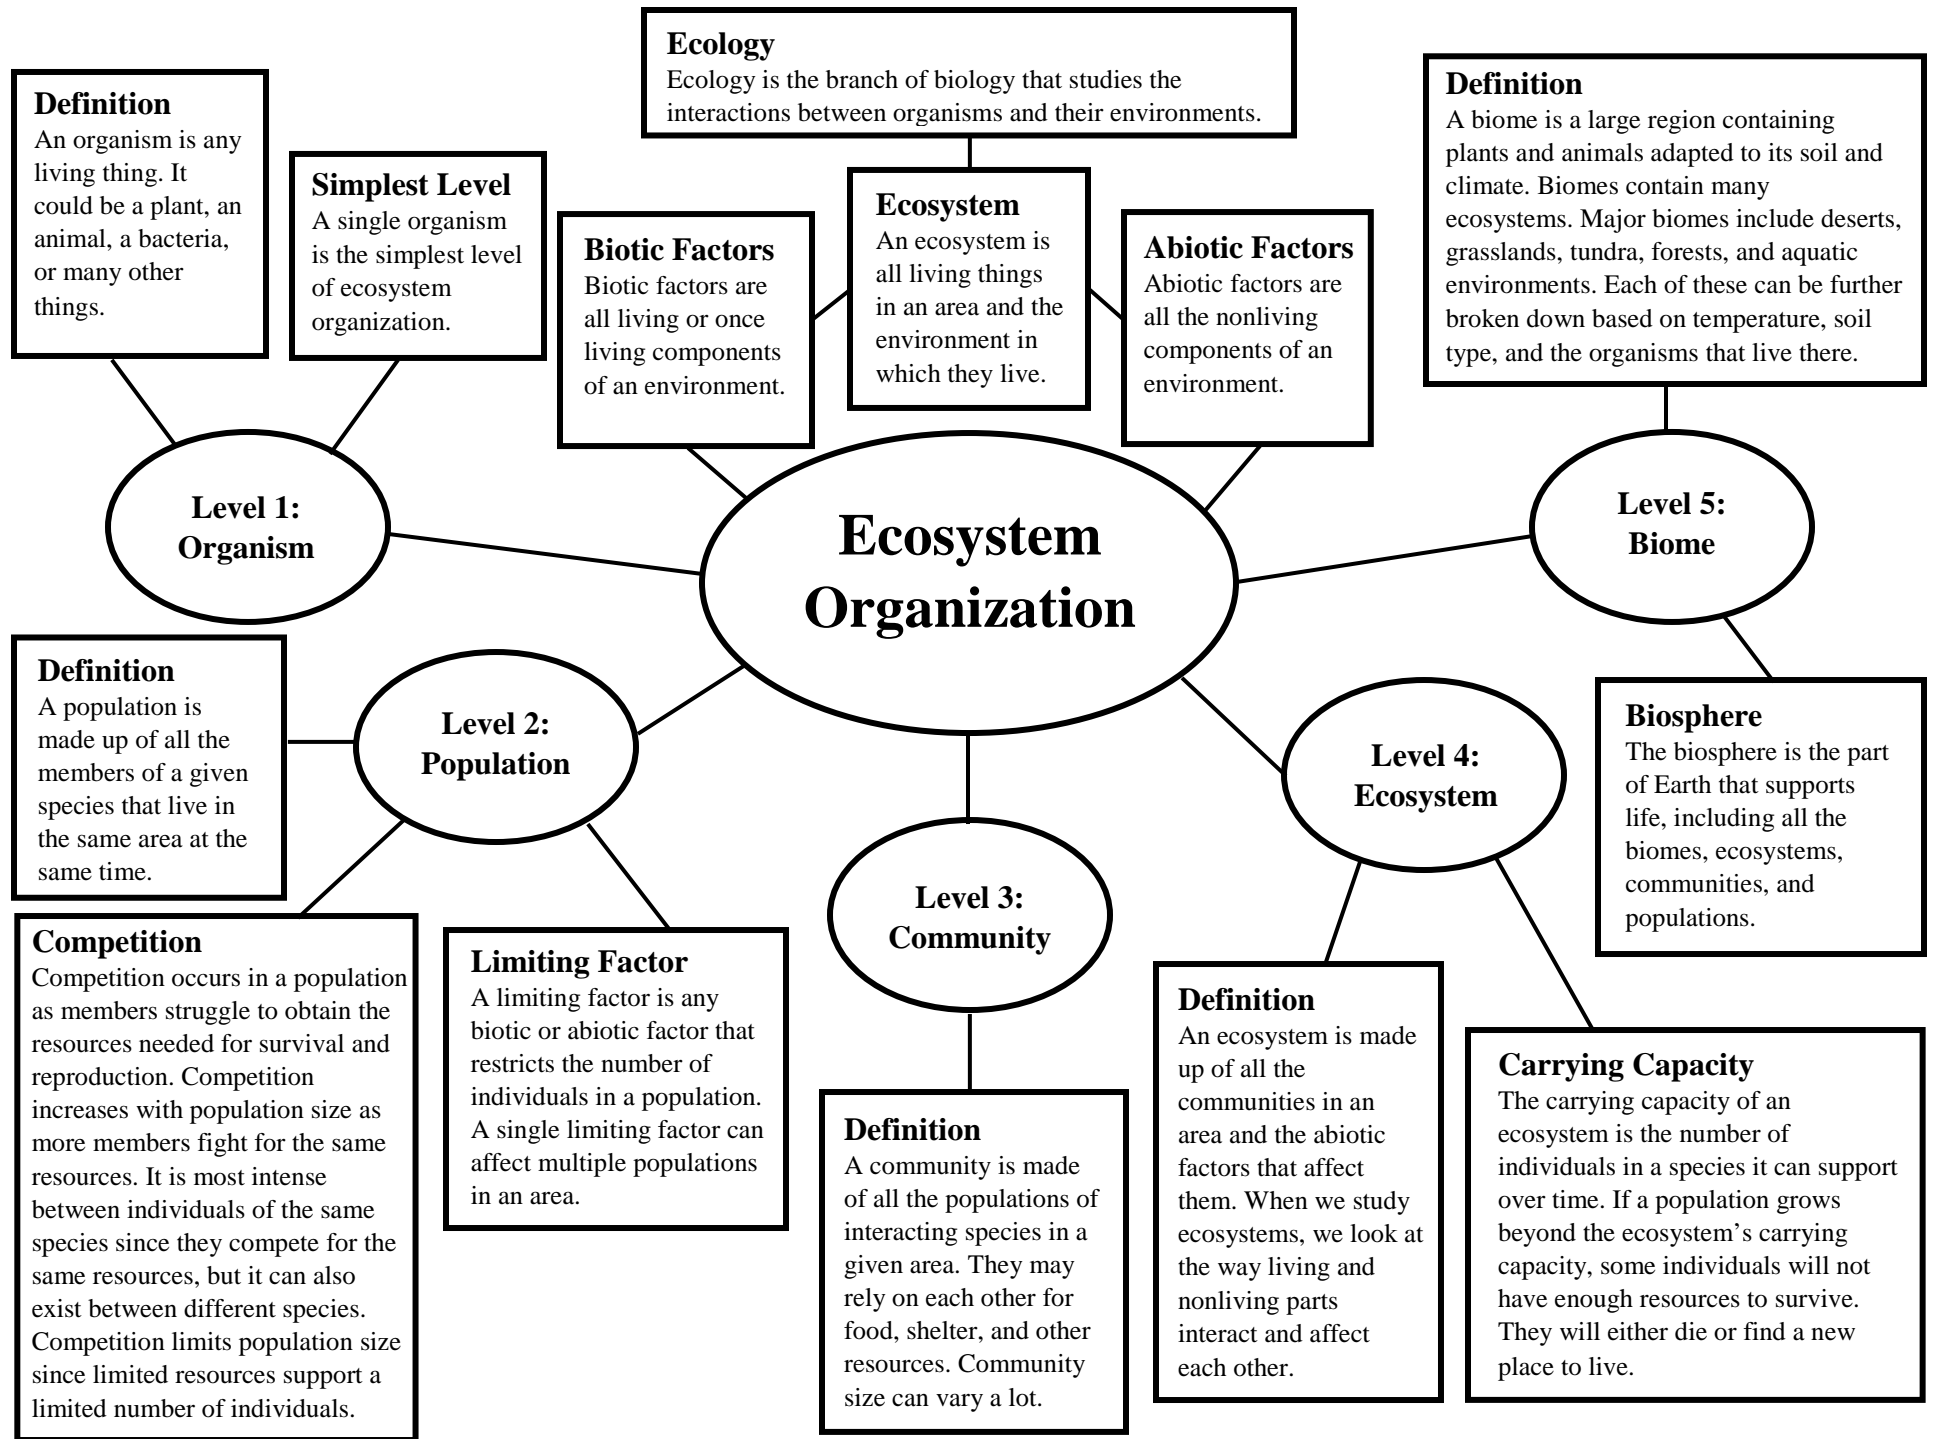 Ecology
Ecology is the branch of biology that studies the
interactions between organisms and their environments.
Definition
An organism is any
living thing. It
could be a plant, an
animal, a bacteria,
or many other
things.
Simplest Level
A single organism
is the simplest level
of ecosystem
organization.
Biotic Factors
Biotic factors are
all living or once
living components
of an environment.
Ecosystem
An ecosystem is
all living things
in an area and the
environment in
which they live.
Abiotic Factors
Abiotic factors are
all the nonliving
components of an
environment.
Definition
A biome is a large region containing
plants and animals adapted to its soil and
climate. Biomes contain many
ecosystems. Major biomes include deserts,
grasslands, tundra, forests, and aquatic
environments. Each of these can be further
broken down based on temperature, soil
type, and the organisms that live there.
Level 1:
Organism
Ecosystem
Organization
Level 5:
Biome
Definition
A population is
made up of all the
members of a given
species that live in
the same area at the
same time.
Level 2:
Population
Level 3:
Community
Level 4:
Ecosystem
Biosphere
The biosphere is the part
of Earth that supports
life, including all the
biomes, ecosystems,
communities, and
populations.
Competition
Competition occurs in a population
as members struggle to obtain the
resources needed for survival and
reproduction. Competition
increases with population size as
more members fight for the same
resources. It is most intense
between individuals of the same
species since they compete for the
same resources, but it can also
exist between different species.
Competition limits population size
since limited resources support a
limited number of individuals.
Limiting Factor
A limiting factor is any
biotic or abiotic factor that
restricts the number of
individuals in a population.
A single limiting factor can
affect multiple populations
in an area.
Definition
A community is made
of all the populations of
interacting species in a
given area. They may
rely on each other for
food, shelter, and other
resources. Community
size can vary a lot.
Definition
An ecosystem is made
up of all the
communities in an
area and the abiotic
factors that affect
them. When we study
ecosystems, we look at
the way living and
nonliving parts
interact and affect
each other.
Carrying Capacity
The carrying capacity of an
ecosystem is the number of
individuals in a species it can support
over time. If a population grows
beyond the ecosystem’s carrying
capacity, some individuals will not
have enough resources to survive.
They will either die or find a new
place to live.